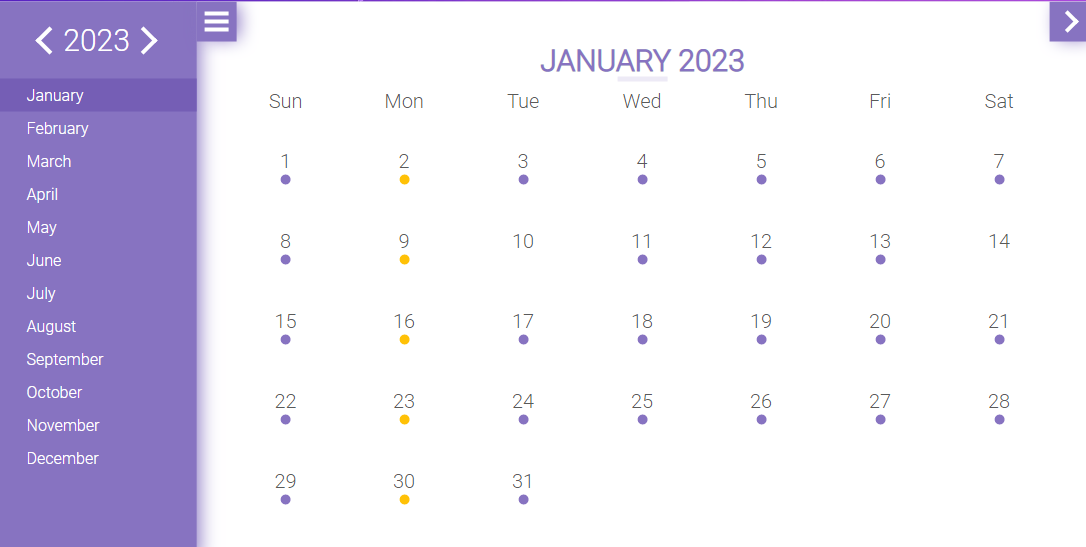 2023
January
February
March
April
May
June
July
August
September
October
November
December
JANUARY 2023
Sun Mon Tue Wed Thu Fri Sat
1 2 3 4 5 6 7
8 9 10 11 12 13 14
15 16 17 18 19 20 21
22 23 24 25 26 27 28
29 30 31